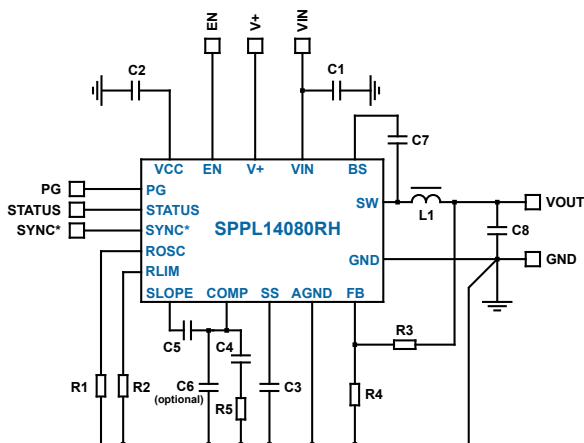 EN
V+
VIN
C2
C1
C7
VCC
EN
V+
VIN
BS
PG
PG
STATUS
STATUS
SYNC*
SYNC*
SPPL14080RH
SW
L1
VOUT
C8
ROSC
RLIM
GND
GND
SLOPE
COMP
SS
AGND
FB
C5
C4
R3
R1
R2
C6
(optional)
R5
C3
R4